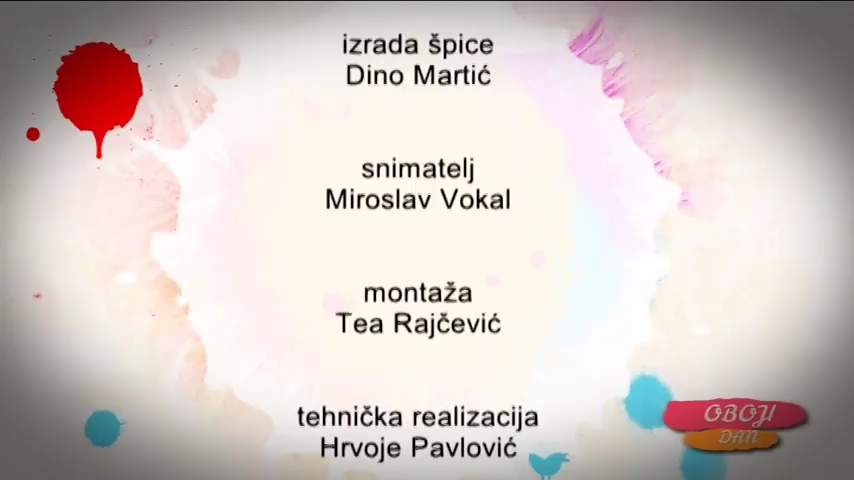 izrada špice
Dino Martić
snimatelj
Miroslav Vokal
montaža
Tea Rajčević
tehnička realizacija
Hrvoje Pavlović
OBOJI
DAN